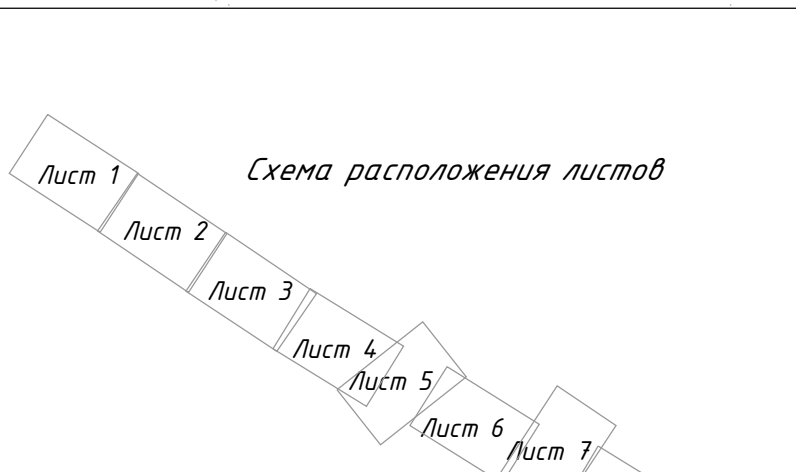 Схема расположения листов
Лист 1
Лист 2
Лист 3
Лист 4
Лист 5
Лист 6
Лист 7